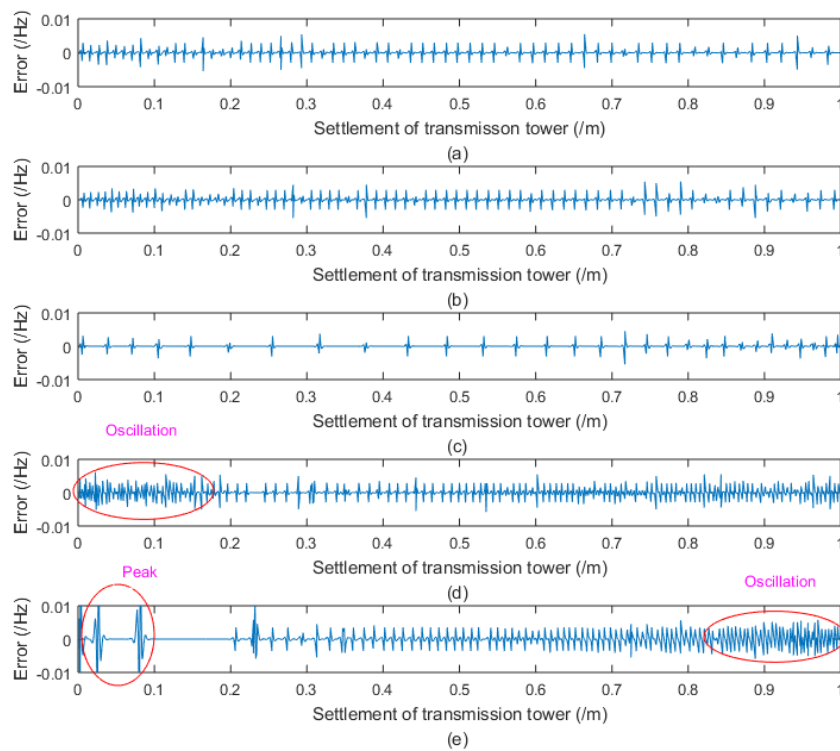 0.01
0
-0.01
Error (/Hz)
0 0.1 0.2 0.3 0.4 0.5 0.6 0.7 0.8 0.9 1
Settlement of transmisson tower (/m)
(a)
0.01
0
-0.01
Error (/Hz)
0 0.1 0.2 0.3 0.4 0.5 0.6 0.7 0.8 0.9 1
Settlement of transmission tower (/m)
(b)
0.01
0
-0.01
Error (/Hz)
0 0.1 0.2 0.3 0.4 0.5 0.6 0.7 0.8 0.9 1
Settlement of transmission tower (/m)
(c)
Oscillation
0.01
0
-0.01
Error (/Hz)
0 0.1 0.2 0.3 0.4 0.5 0.6 0.7 0.8 0.9 1
Settlement of transmission tower (/m)
(d)
Peak
Oscillation
0.01
0
-0.01
Error (/Hz)
0 0.1 0.2 0.3 0.4 0.5 0.6 0.7 0.8 0.9 1
Settlement of transmission tower (/m)
(e)